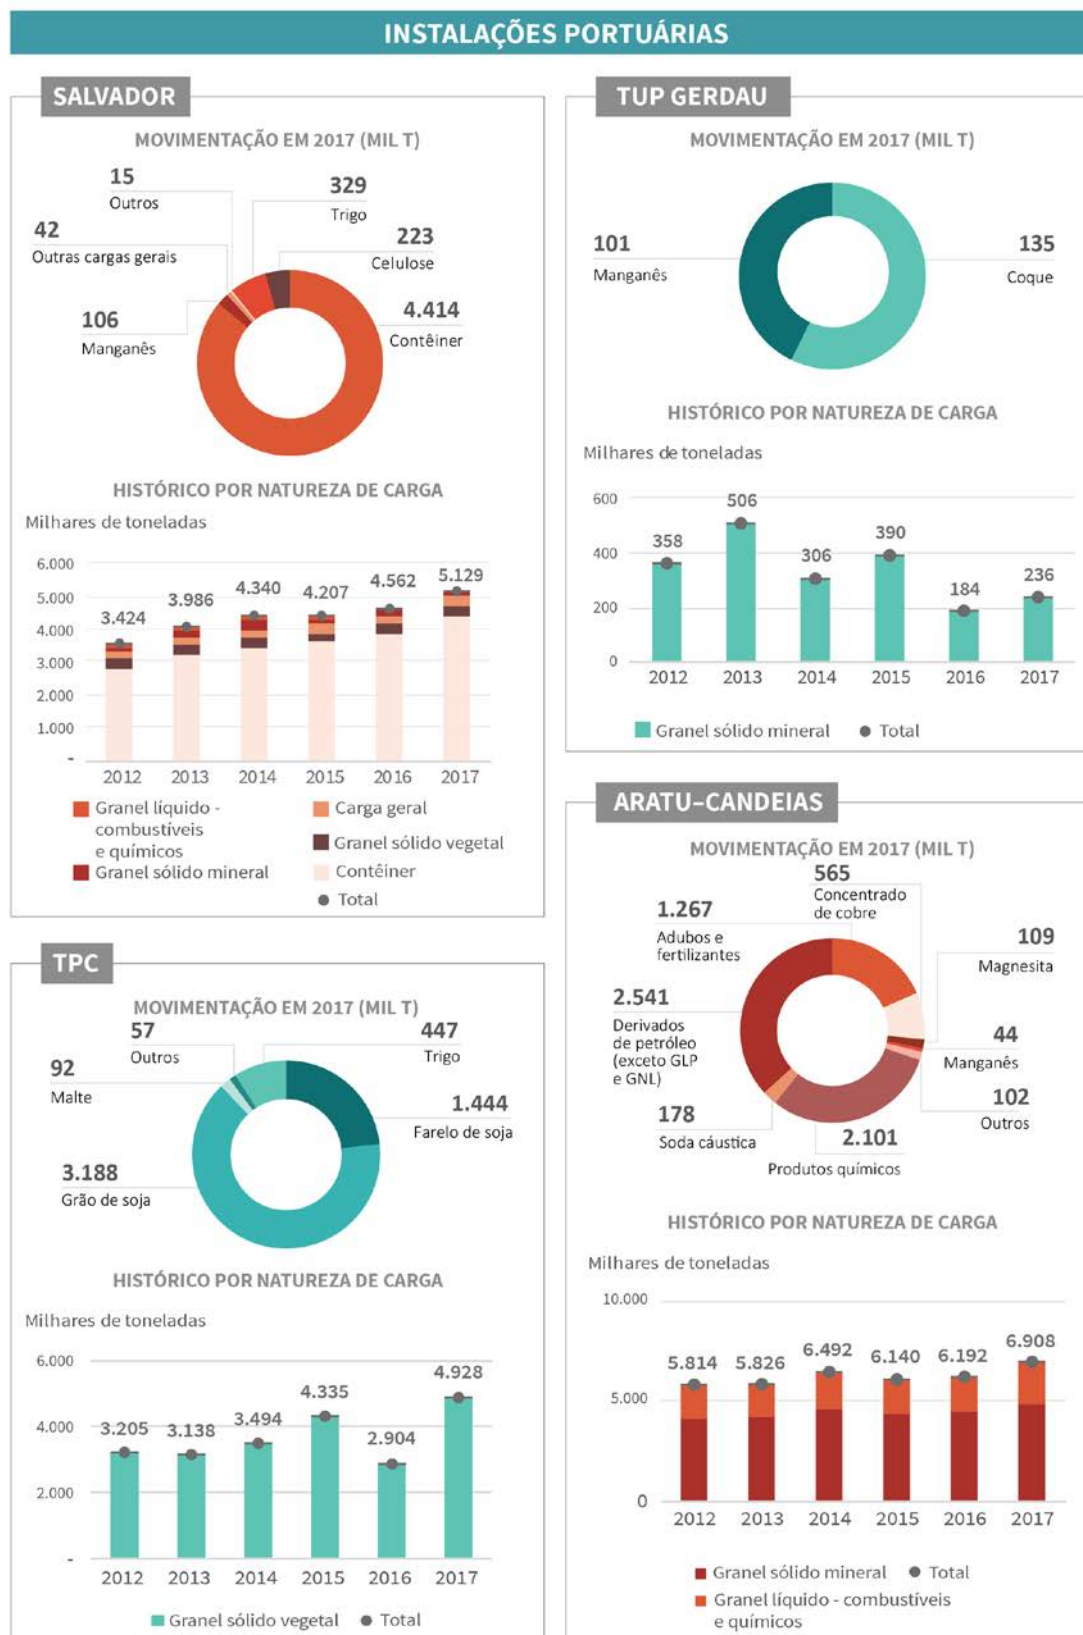 INSTALAÇÕES PORTUÁRIAS
SALVADOR
MOVIMENTAÇÃO EM 2017 (MIL T)
15
Outros
329
Trigo
42
Outras cargas gerais
223
Celulose
106
Manganês
4.414
Contêiner
HISTÓRICO POR NATUREZA DE CARGA
Milhares de toneladas
6.000
5.000
4.000
3.000
2.000
1.000
-
3.424
3.986
4.340
4.207
4.562
5.129
2012 2013 2014 2015 2016 2017
Granel líquido -
combustíveis
e químicos
Granel sólido mineral
Carga geral
Granel sólido vegetal
Contêiner
Total
TPC
MOVIMENTAÇÃO EM 2017 (MIL T)
57
Outros
447
Trigo
92
Malte
1.444
Farelo de soja
3.188
Grão de soja
HISTÓRICO POR NATUREZA DE CARGA
Milhares de toneladas
6.000
4.000
2.000
-
3.205
3.138
3.494
4.335
2.904
4.928
2012 2013 2014 2015 2016 2017
Granel sólido vegetal Total
TUP GERDAU
MOVIMENTAÇÃO EM 2017 (MIL T)
101
Manganês
135
Coque
HISTÓRICO POR NATUREZA DE CARGA
Milhares de toneladas
600
400
200
0
358
506
306
390
184
236
2012 2013 2014 2015 2016 2017
Granel sólido mineral Total
ARATU-CANDEIAS
MOVIMENTAÇÃO EM 2017 (MIL T)
565
Concentrado
de cobre
1.267
Adubos e
fertilizantes
109
Magnesita
2.541
Derivados
de petróleo
(exceto GLP
e GNL)
44
Manganês
102
Outros
178
Soda cáustica
2.101
Produtos químicos
HISTÓRICO POR NATUREZA DE CARGA
Milhares de toneladas
10.000
5.000
0
5.814
5.826
6.492
6.140
6.192
6.908
2012 2013 2014 2015 2016 2017
Granel sólido mineral Total
Granel líquido - combustíveis
e químicos